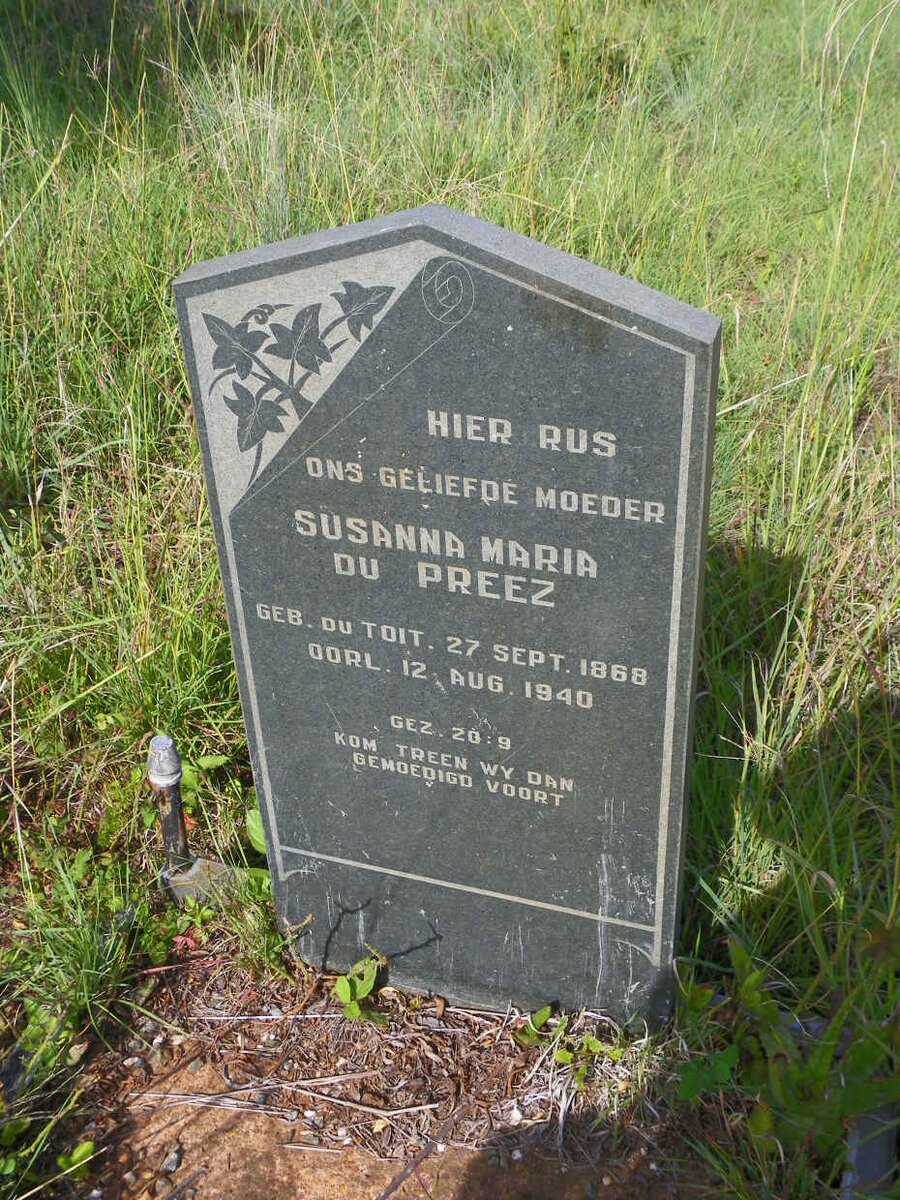 HIER RUS
ONS GELIEFDE MOEDER
SUSANNA MARIA
DU PREEZ
GEB. DU TOIT. 27 SEPT. 1868
OORL. 12 AUG. 1940
GEZ. 20:9
KOM TREEN WY DAN
GEMOEDIGD VOORT